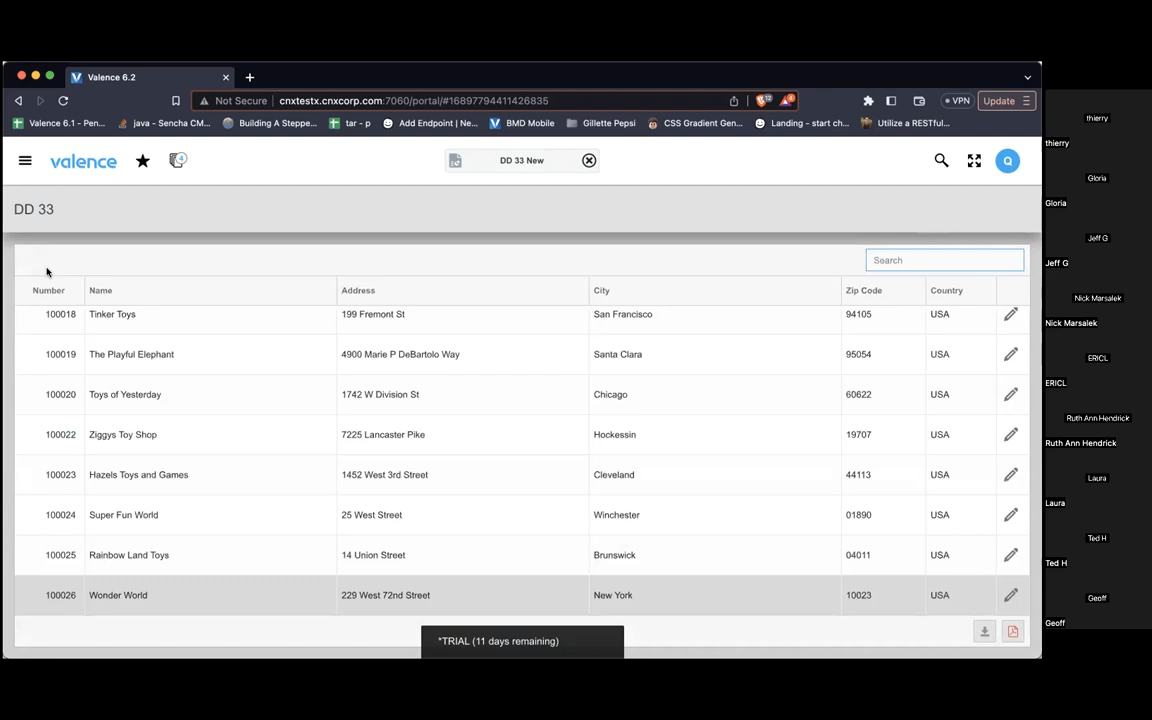 Valence 6.2
Not Secure cnxtestx.cnxcorp.com:7060/portal/#16897794411426835
12
4
VPN
Update
Valence 6.1 - Pen...
java - Sencha CM...
Building A Steppe...
tar - p
Add Endpoint | Ne...
BMD Mobile
Gillette Pepsi
CSS Gradient Gen...
Landing - start ch...
Utilize a RESTful...
valence
4
DD 33 New
Q
DD 33
Search
Number Name Address City Zip Code Country
100018 Tinker Toys 199 Fremont St San Francisco 94105 USA
100019 The Playful Elephant 4900 Marie P DeBartolo Way Santa Clara 95054 USA
100020 Toys of Yesterday 1742 W Division St Chicago 60622 USA
100022 Ziggys Toy Shop 7225 Lancaster Pike Hockessin 19707 USA
100023 Hazels Toys and Games 1452 West 3rd Street Cleveland 44113 USA
100024 Super Fun World 25 West Street Winchester 01890 USA
100025 Rainbow Land Toys 14 Union Street Brunswick 04011 USA
100026 Wonder World 229 West 72nd Street New York 10023 USA
*TRIAL (11 days remaining)
thierry
thierry
Gloria
Gloria
Jeff G
Jeff G
Nick Marsalek
Nick Marsalek
ERICL
ERICL
Ruth Ann Hendrick
Ruth Ann Hendrick
Laura
Laura
Ted H
Ted H
Geoff
Geoff